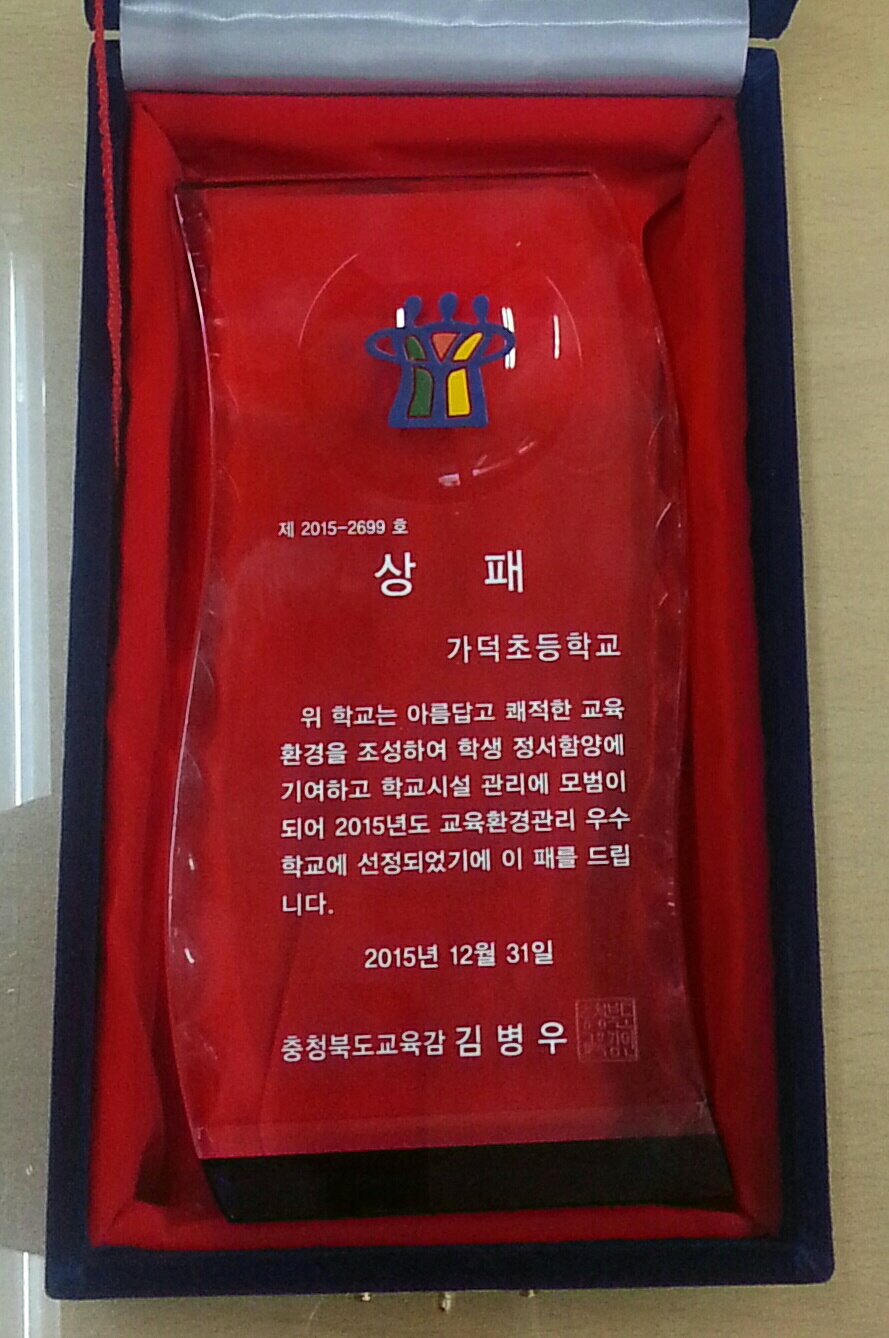 제 2015-2699 호
상 패
가덕초등학교
위 학교는 아름답고 쾌적한 교육
환경을 조성하여 학생 정서함양에
기여하고 학교시설 관리에 모범이
되어 2015년도 교육환경관리 우수
학교에 선정되었기에 이 패를 드립
니다.
2015년 12월 31일
충청북도교육감 김 병 우